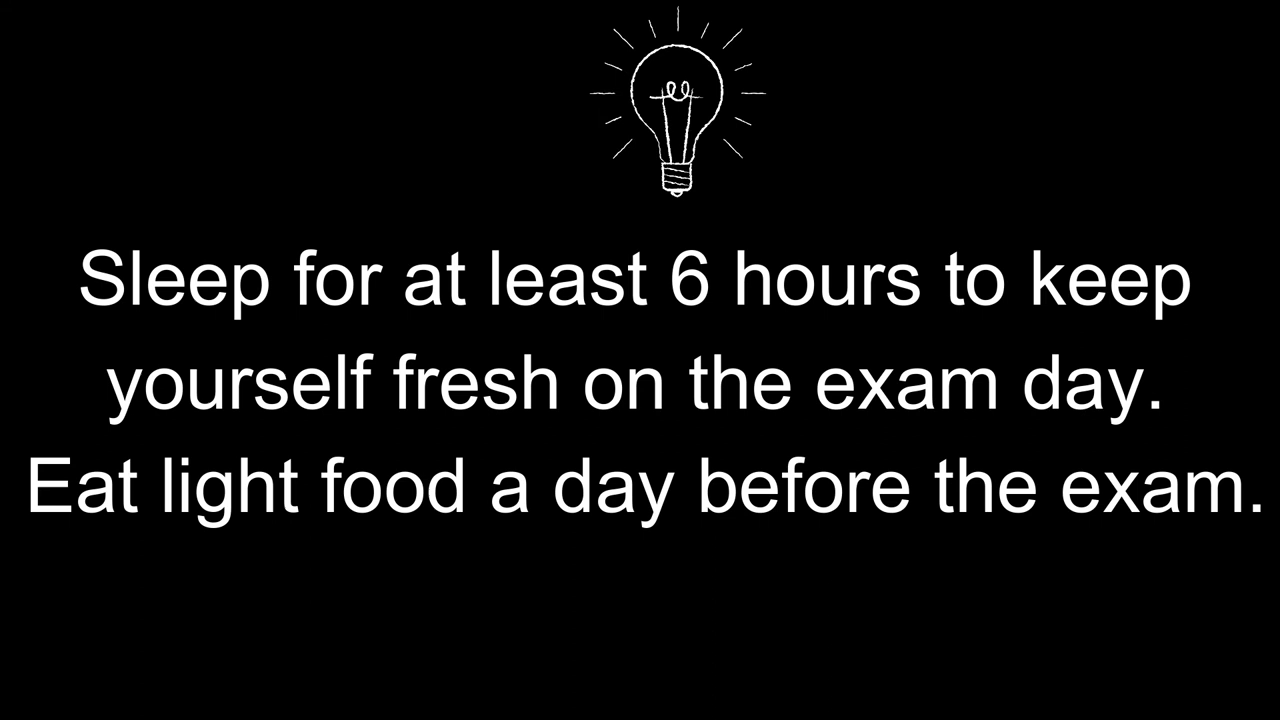 Sleep for at least 6 hours to keep
yourself fresh on the exam day.
Eat light food a day before the exam.